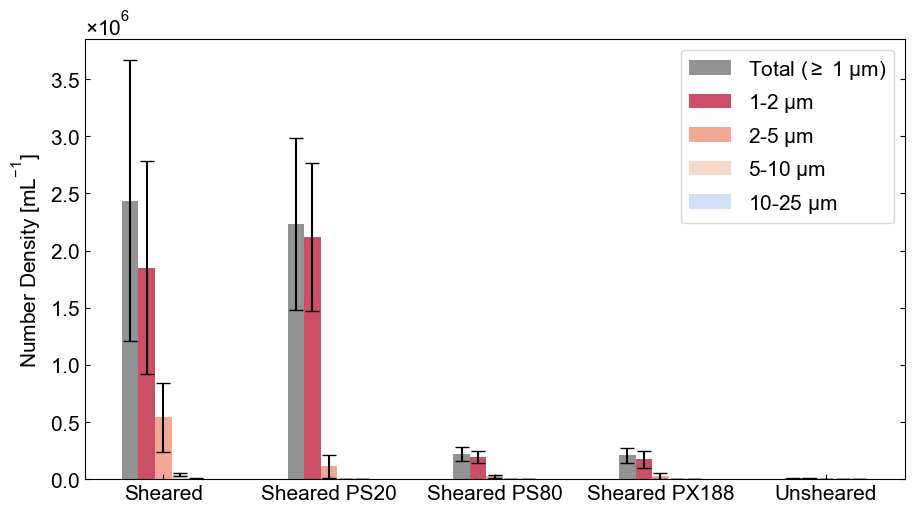 ×10⁶
Number Density [mL⁻¹]
3.5
3.0
2.5
2.0
1.5
1.0
0.5
0.0
Total (≥ 1 µm)
1-2 µm
2-5 µm
5-10 µm
10-25 µm
Sheared Sheared PS20 Sheared PS80 Sheared PX188 Unsheared